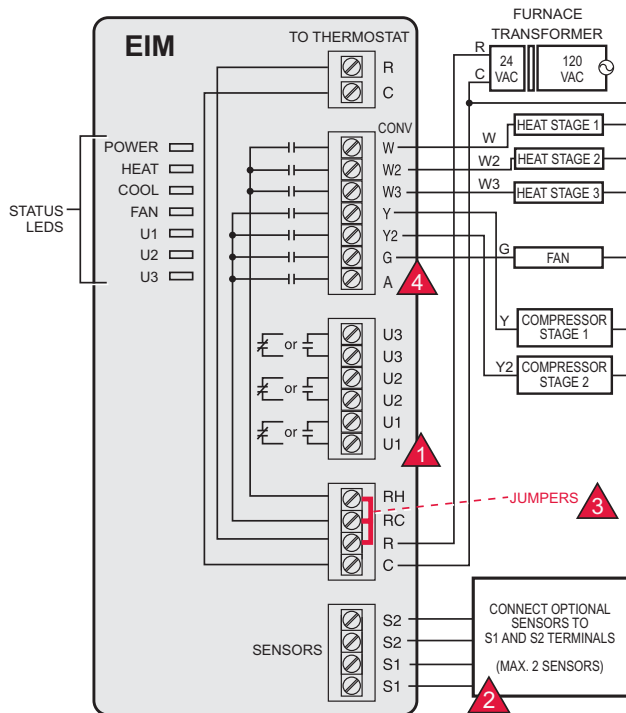 EIM
TO THERMOSTAT
R
C
FURNACE
TRANSFORMER
R
C
24
VAC
120
VAC
STATUS
LEDS
POWER
HEAT
COOL
FAN
U1
U2
U3
CONV
W
W2
W3
Y
Y2
G
A
4
W
HEAT STAGE 1
W2
HEAT STAGE 2
W3
HEAT STAGE 3
G
FAN
Y
COMPRESSOR
STAGE 1
Y2
COMPRESSOR
STAGE 2
or
or
or
U3
U3
U2
U2
U1
U1
1
RH
RC
R
C
JUMPERS
3
SENSORS
S2
S2
S1
S1
CONNECT OPTIONAL
SENSORS TO
S1 AND S2 TERMINALS
(MAX. 2 SENSORS)
2